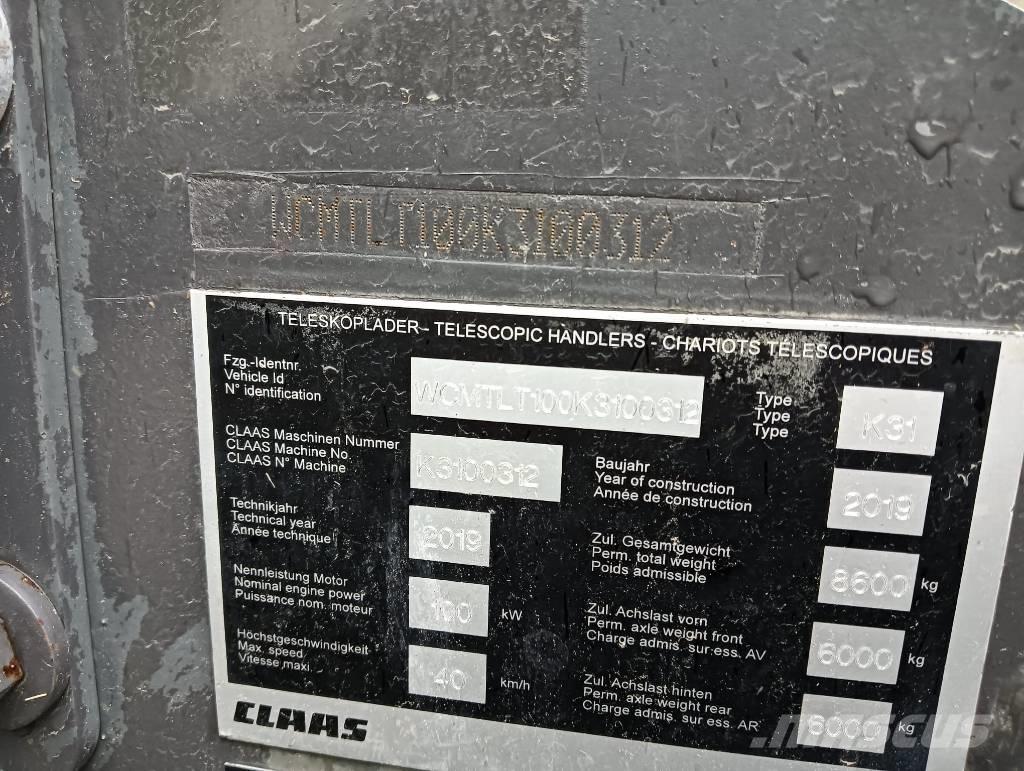 WCMTLT100K3100312
TELESKOPLADER - TELESCOPIC HANDLERS - CHARIOTS TÉLESCOPIQUES
Fzg.-Identnr.
Vehicle Id
N° identification
WCMTLT100K3100312
Type
Type
Type
K31
CLAAS Maschinen Nummer
CLAAS Machine No.
CLAAS N° Machine
K3100312
Baujahr
Year of construction
Année de construction
2019
Technikjahr
Technical year
Année technique
2019
Zul. Gesamtgewicht
Perm. total weight
Poids admissible
8600 kg
Nennleistung Motor
Nominal engine power
Puissance nom. moteur
100 kW
Zul. Achslast vorn
Perm. axle weight front
Charge admis. sur ess. AV
6000 kg
Höchstgeschwindigkeit
Max. speed
Vitesse maxi.
40 km/h
Zul. Achslast hinten
Perm. axle weight rear
Charge admis. sur ess. AR
6000 kg
CLAAS
MASCUS